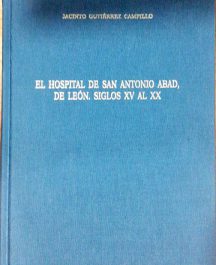 JACINTO GUTIÉRREZ CAMPILLO
EL HOSPITAL DE SAN ANTONIO ABAD,
DE LEÓN. SIGLOS XV AL XX